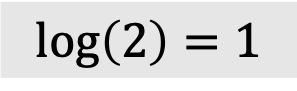 log(2) = 1